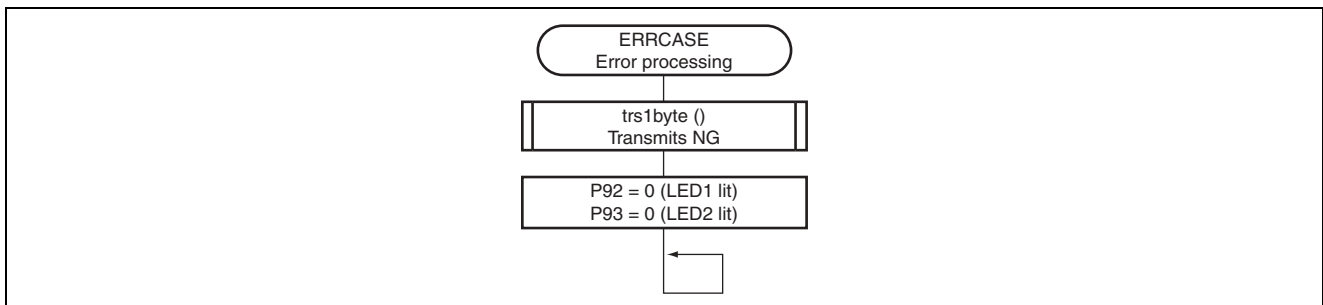 ERRCASE
Error processing
trs1byte ()
Transmits NG
P92 = 0 (LED1 lit)
P93 = 0 (LED2 lit)